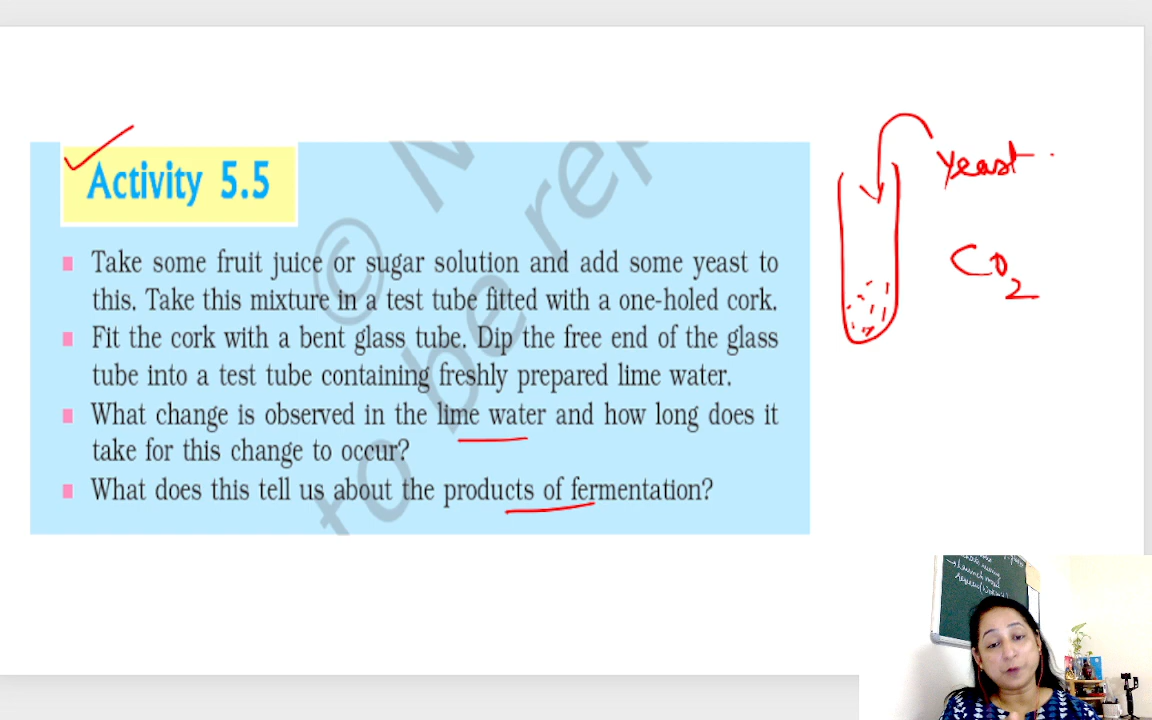 Activity 5.5
Take some fruit juice or sugar solution and add some yeast to
this. Take this mixture in a test tube fitted with a one-holed cork.
Fit the cork with a bent glass tube. Dip the free end of the glass
tube into a test tube containing freshly prepared lime water.
What change is observed in the lime water and how long does it
take for this change to occur?
What does this tell us about the products of fermentation?
yeast
CO2
to be rep
© N